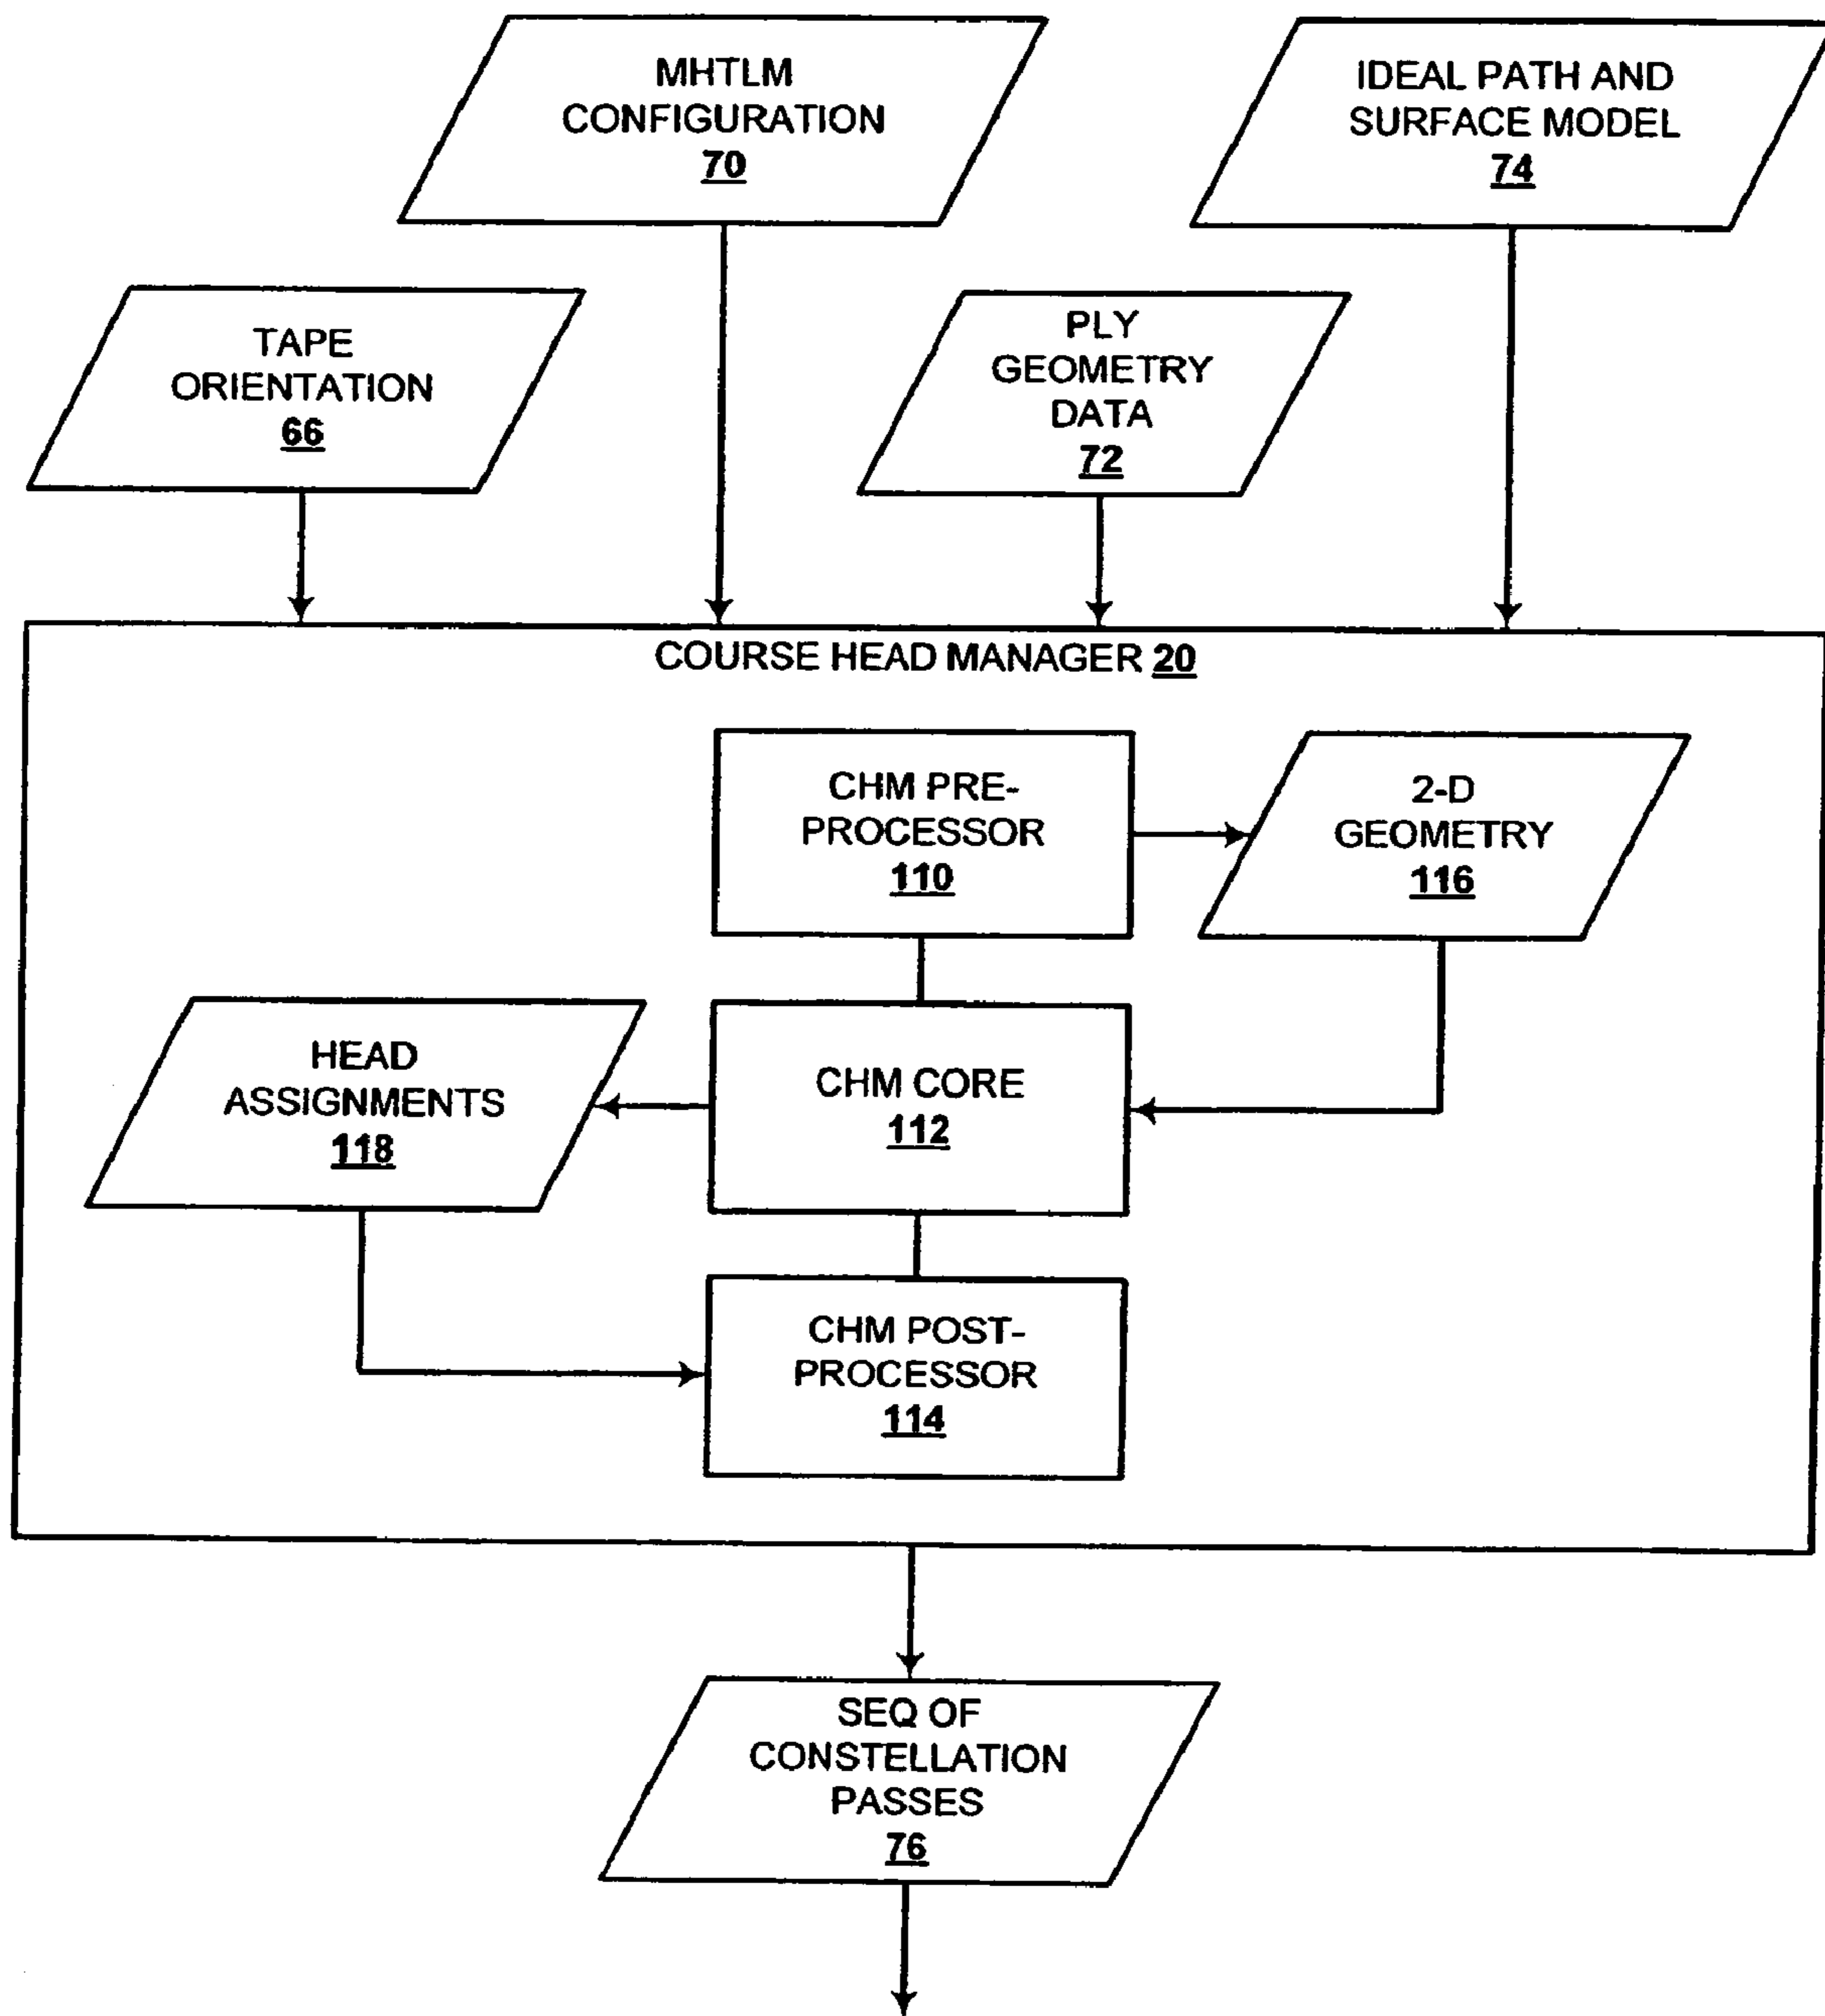 MHTLM
CONFIGURATION
70
IDEAL PATH AND
SURFACE MODEL
74
TAPE
ORIENTATION
66
PLY
GEOMETRY
DATA
72
COURSE HEAD MANAGER 20
CHM PRE-
PROCESSOR
110
2-D
GEOMETRY
116
HEAD
ASSIGNMENTS
118
CHM CORE
112
CHM POST-
PROCESSOR
114
SEQ OF
CONSTELLATION
PASSES
76